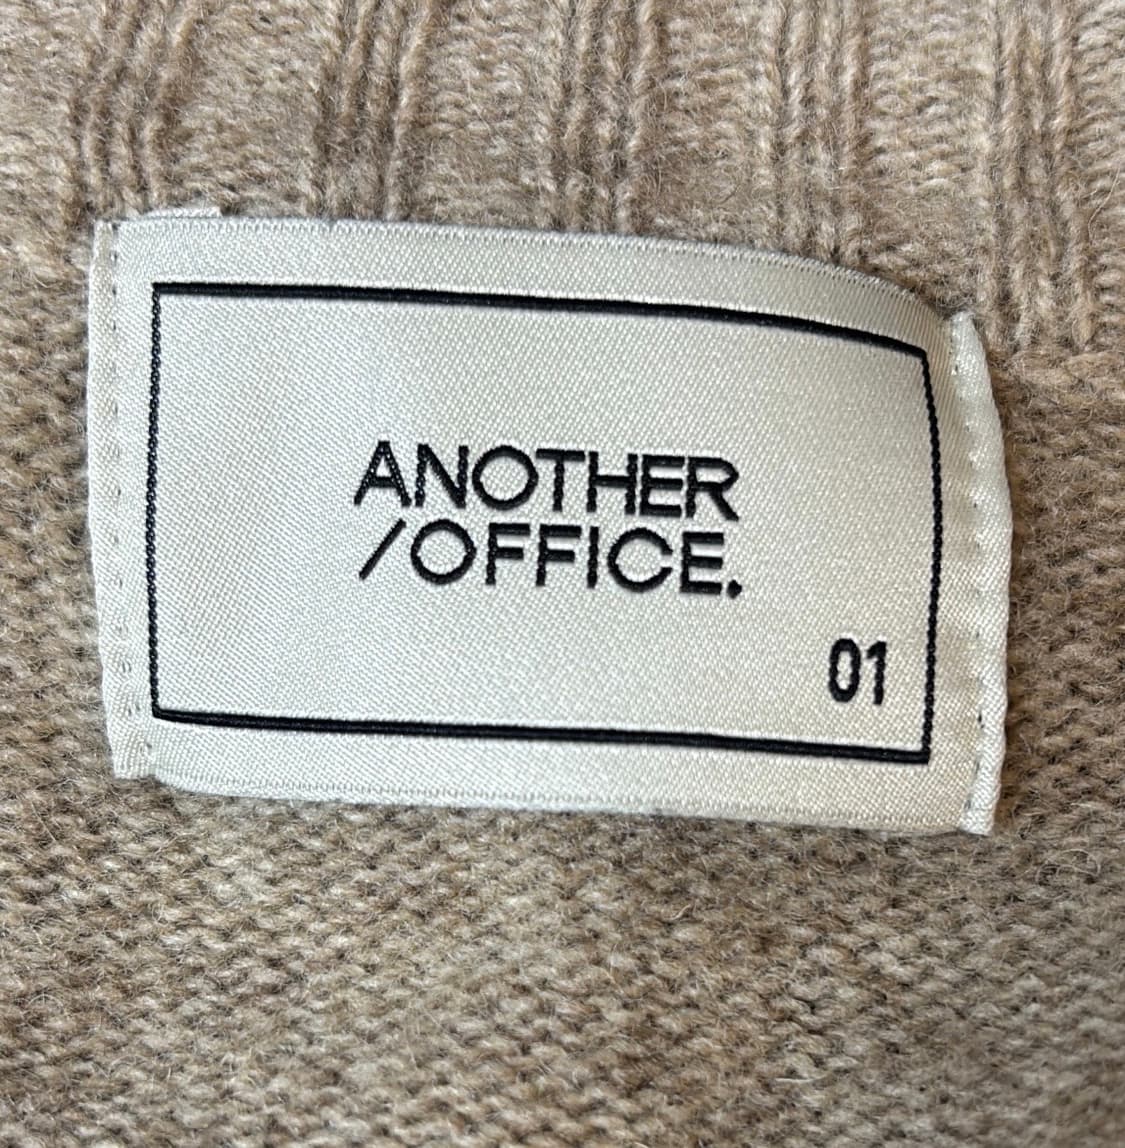 ANOTHER
/OFFICE.
01